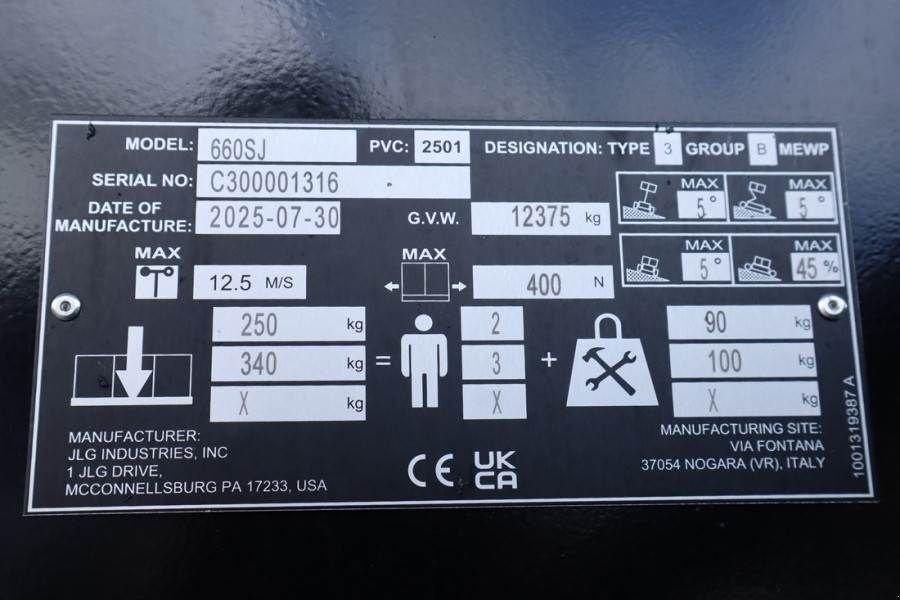 MODEL: 660SJ PVC: 2501 DESIGNATION: TYPE 3 GROUP B MEWP
SERIAL NO: C300001316
DATE OF
MANUFACTURE: 2025-07-30 G.V.W. 12375 kg
MAX 5° MAX 5°
MAX 5° MAX 45 %
MAX 12.5 M/S MAX 400 N
250 kg 2 90 kg
340 kg = 3 + 100 kg
X kg X X kg
MANUFACTURER:
JLG INDUSTRIES, INC
1 JLG DRIVE,
MCCONNELLSBURG PA 17233, USA
CE UKCA
MANUFACTURING SITE:
VIA FONTANA
37054 NOGARA (VR), ITALY
1001319387 A